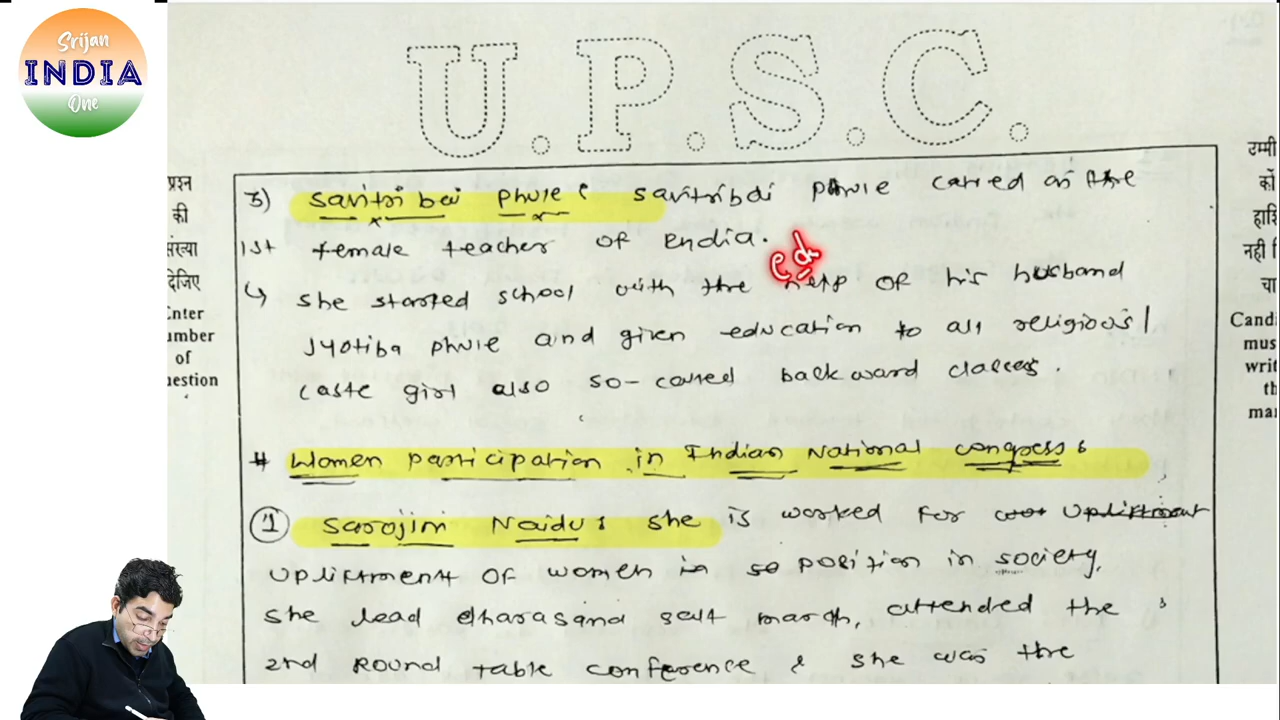 Srijan
INDIA
One
U.P.S.C.
प्रश्न
की
संख्या
दीजिए
Enter
number
of
question
3) Savitri bai phule : Savitribai phule called as the
1st female teacher of India.
ed
↳ She started school with the help of his husband
Jyotiba phule and given education to all religious/
caste girl also so-called backward classes.
# Women participation in Indian National congress :
① Sarojini Naidu : She is worked for Upliftment
upliftment of women in so position in society,
She lead dharasana salt march, attended the
2nd Round table conference & she was the
उम्मी
को
हाशि
नही
चा
Candi
mus
writ
th
mar